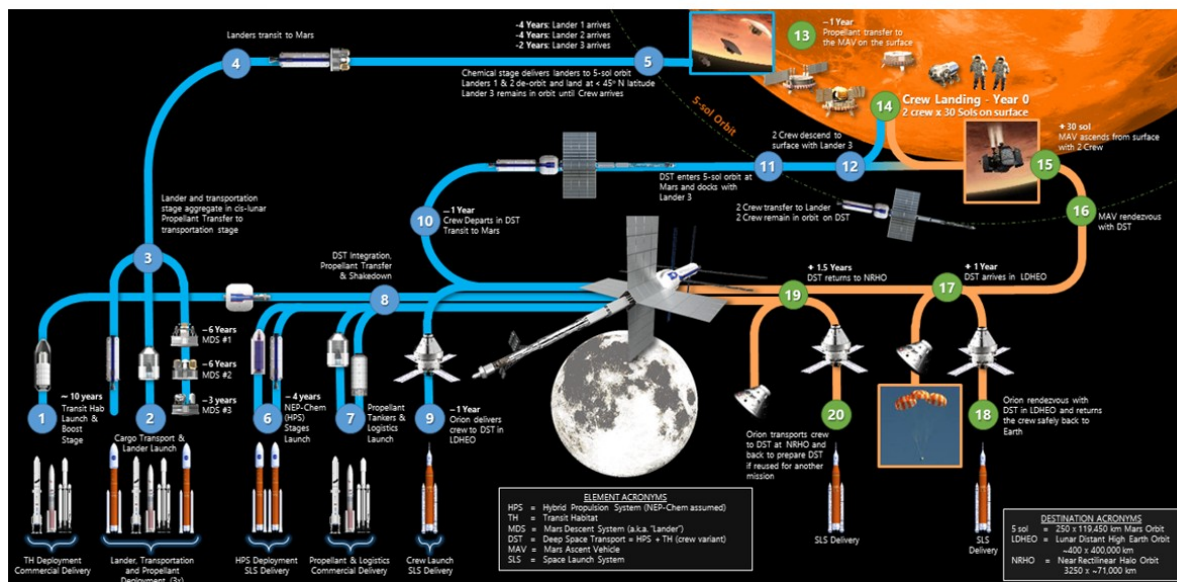 Landers transit to Mars
4
-4 Years: Lander 1 arrives
-4 Years: Lander 2 arrives
-2 Years: Lander 3 arrives
5
Chemical stage delivers landers to 5-sol orbit
Landers 1 & 2 de-orbit and land at < 45° N latitude
Lander 3 remains in orbit until Crew arrives
13
~1 Year
Propellant transfer to
the MAV on the surface
14
Crew Landing - Year 0
2 crew x 30 Sols on surface
5-sol Orbit
+30 sol
MAV ascends from surface
with 2 Crew
15
2 Crew descend to
surface with Lander 3
11
12
DST enters 5-sol orbit at
Mars and docks with
Lander 3
2 Crew transfer to Lander
2 Crew remain in orbit on DST
16
MAV rendezvous
with DST
Lander and transportation
stage aggregate in cis-lunar
Propellant Transfer to
transportation stage
3
10
~1 Year
Crew Departs in DST
Transit to Mars
DST Integration,
Propellant Transfer
& Shakedown
8
+ 1.5 Years
DST returns to NRHO
19
+ 1 Year
DST arrives in LDHEO
17
~6 Years
MDS #1
~6 Years
MDS #2
~3 years
MDS #3
1
~ 10 years
Transit Hab
Launch &
Boost
Stage
2
Cargo Transport &
Lander Launch
6
~ 4 years
NEP-Chem
(HPS)
Stages
Launch
7
Propellant
Tankers &
Logistics
Launch
9
~1 Year
Orion delivers
crew to DST in
LDHEO
20
Orion transports crew
to DST at NRHO and
back to prepare DST
if reused for another
mission
18
Orion rendezvous with
DST in LDHEO and returns
the crew safely back to
Earth
TH Deployment
Commercial Delivery
Lander, Transportation
and Propellant
Deployment (3x)
HPS Deployment
SLS Delivery
Propellant & Logistics
Commercial Delivery
Crew Launch
SLS Delivery
SLS
Delivery
SLS
Delivery
ELEMENT ACRONYMS
HPS = Hybrid Propulsion System (NEP-Chem assumed)
TH = Transit Habitat
MDS = Mars Descent System (a.k.a. "Lander")
DST = Deep Space Transport = HPS + TH (crew variant)
MAV = Mars Ascent Vehicle
SLS = Space Launch System
DESTINATION ACRONYMS
5 sol = 250 x 119,450 km Mars Orbit
LDHEO = Lunar Distant High Earth Orbit
~400 x 400,000 km
NRHO = Near Rectilinear Halo Orbit
3250 x ~71,000 km